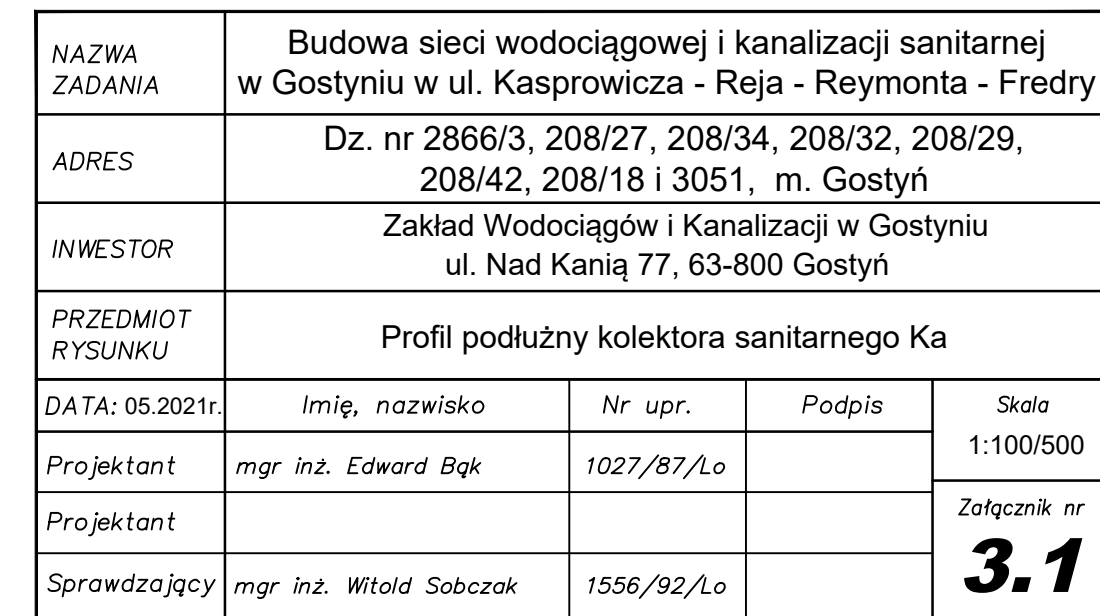 NAZWA
ZADANIA
Budowa sieci wodociągowej i kanalizacji sanitarnej
w Gostyniu w ul. Kasprowicza - Reja - Reymonta - Fredry
ADRES
Dz. nr 2866/3, 208/27, 208/34, 208/32, 208/29,
208/42, 208/18 i 3051, m. Gostyń
INWESTOR
Zakład Wodociągów i Kanalizacji w Gostyniu
ul. Nad Kanią 77, 63-800 Gostyń
PRZEDMIOT
RYSUNKU
Profil podłużny kolektora sanitarnego Ka
DATA: 05.2021r. Imię, nazwisko Nr upr. Podpis Skala
1:100/500
Projektant mgr inż. Edward Bąk 1027/87/Lo
Projektant
Załącznik nr
3.1
Sprawdzający mgr inż. Witold Sobczak 1556/92/Lo